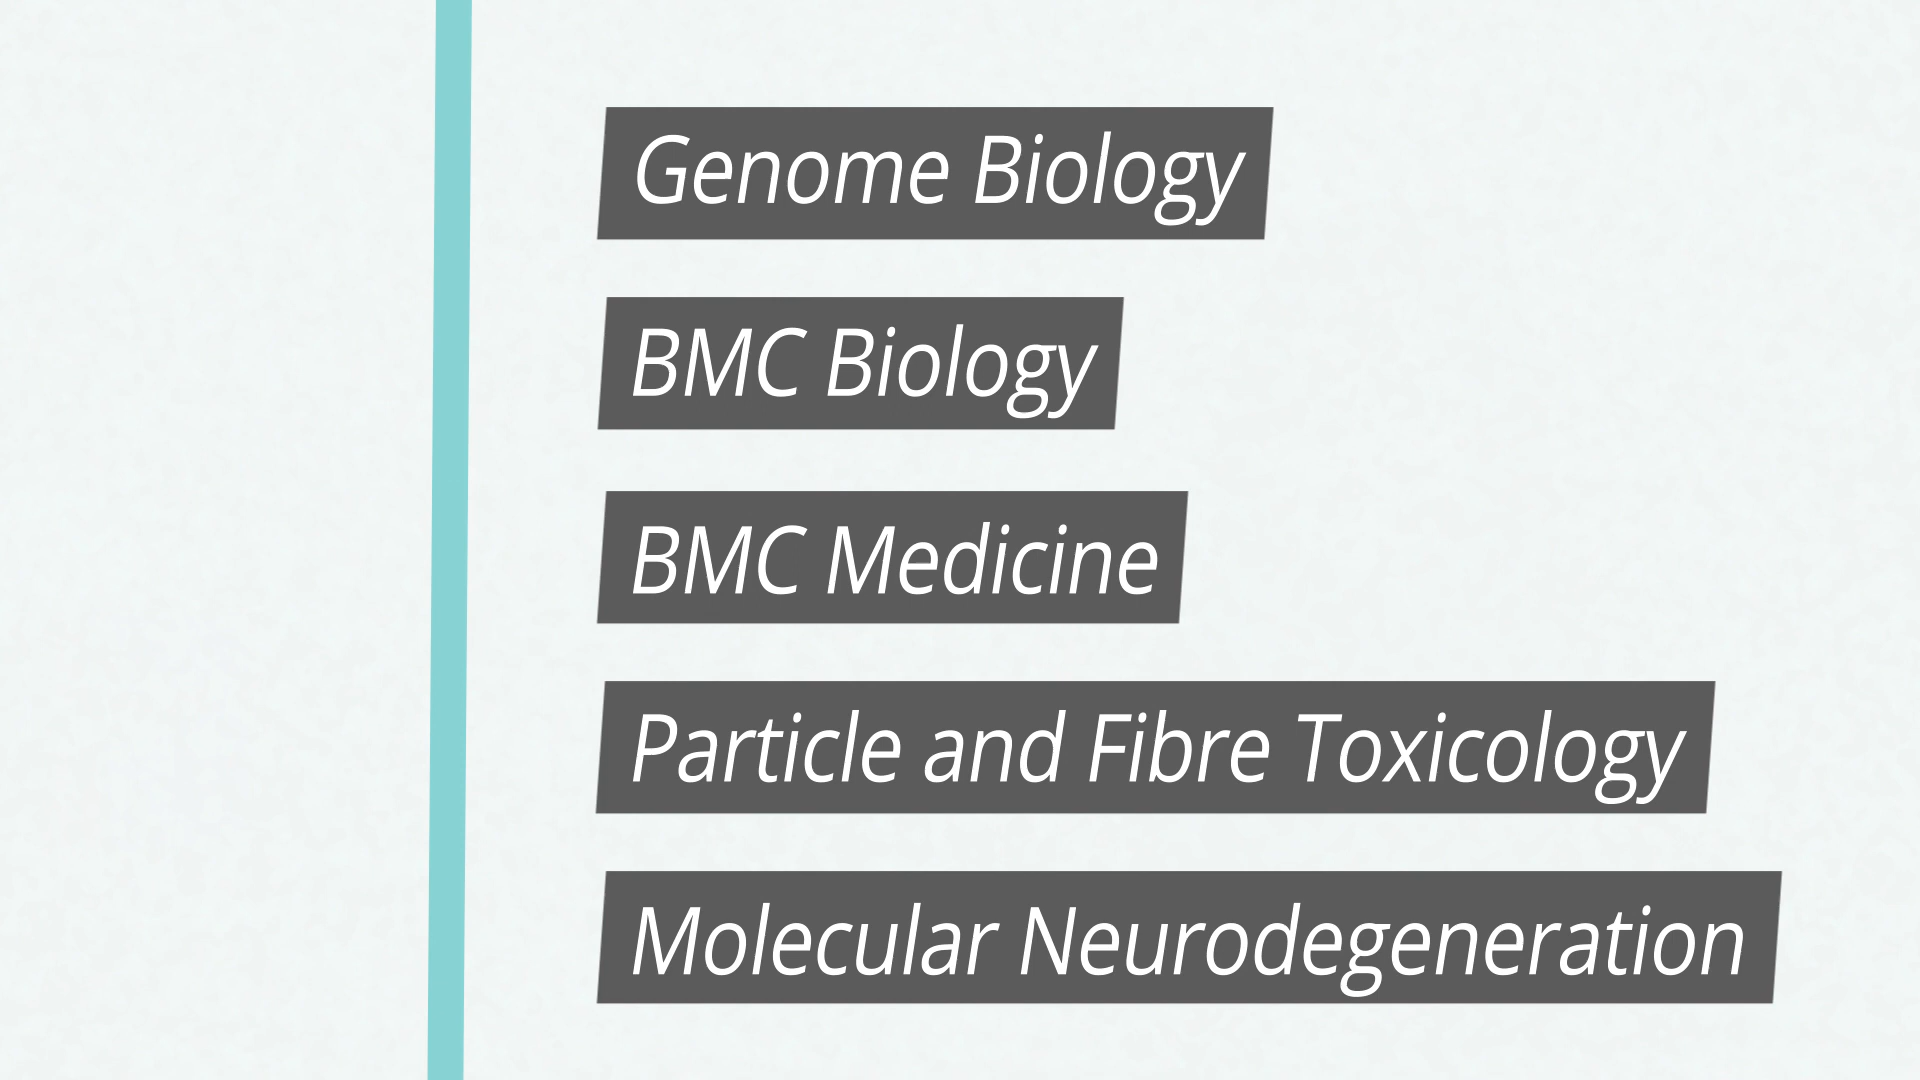 Genome Biology
BMC Biology
BMC Medicine
Particle and Fibre Toxicology
Molecular Neurodegeneration